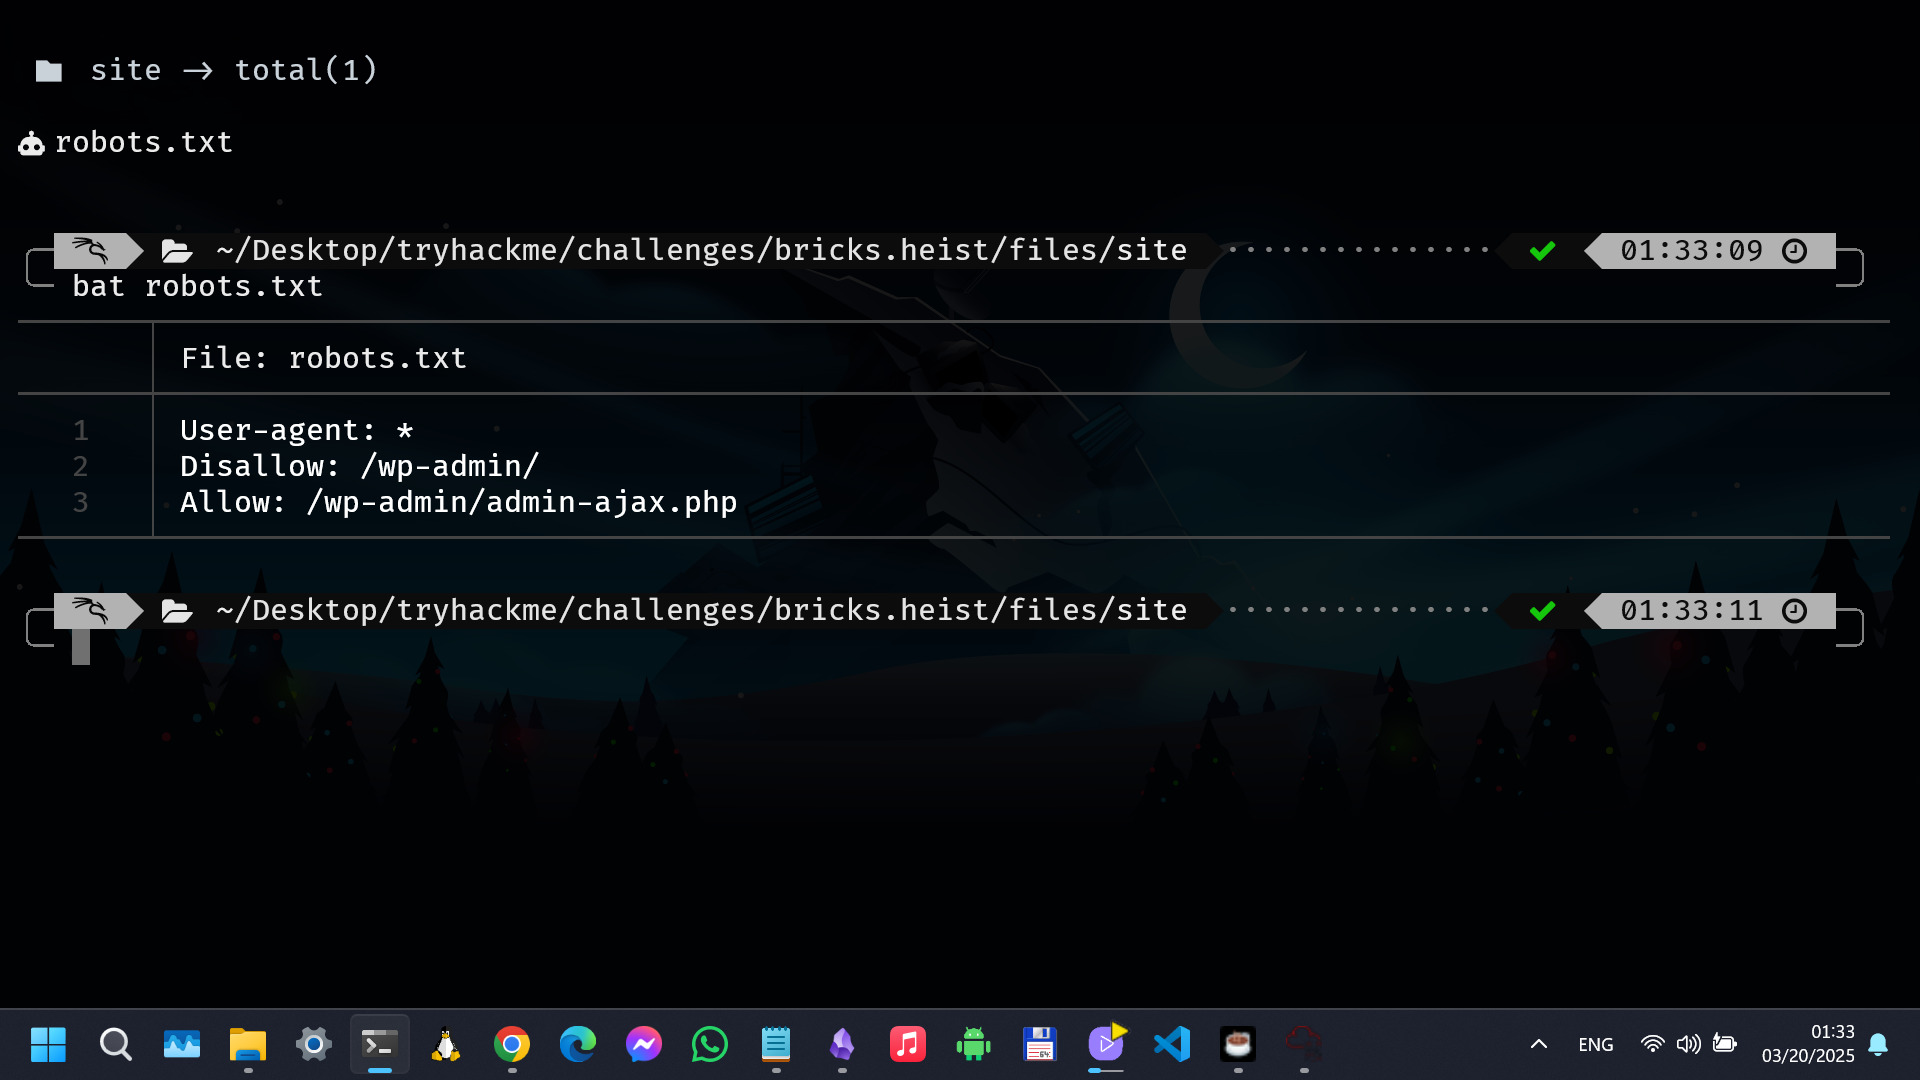 site → total(1)
robots.txt
~/Desktop/tryhackme/challenges/bricks.heist/files/site ··············· ✔ 01:33:09
bat robots.txt
File: robots.txt
1 User-agent: *
2 Disallow: /wp-admin/
3 Allow: /wp-admin/admin-ajax.php
~/Desktop/tryhackme/challenges/bricks.heist/files/site ··············· ✔ 01:33:11
64
ENG
01:33
03/20/2025